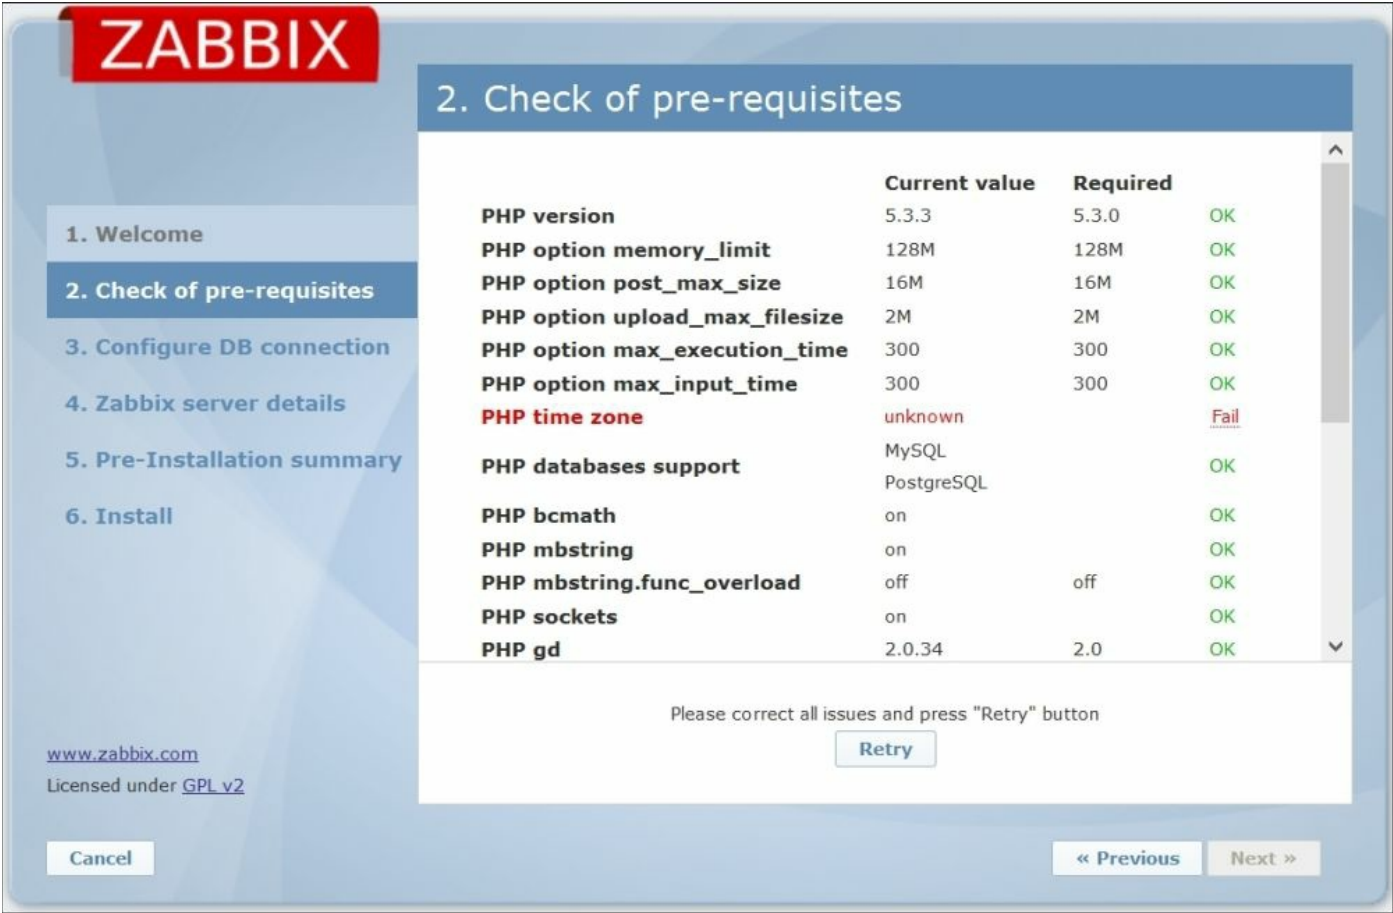 ZABBIX
2. Check of pre-requisites
1. Welcome
2. Check of pre-requisites
3. Configure DB connection
4. Zabbix server details
5. Pre-Installation summary
6. Install
Current value Required
PHP version 5.3.3 5.3.0 OK
PHP option memory_limit 128M 128M OK
PHP option post_max_size 16M 16M OK
PHP option upload_max_filesize 2M 2M OK
PHP option max_execution_time 300 300 OK
PHP option max_input_time 300 300 OK
PHP time zone unknown Fail
PHP databases support MySQL
PostgreSQL OK
PHP bcmath on OK
PHP mbstring on OK
PHP mbstring.func_overload off off OK
PHP sockets on OK
PHP gd 2.0.34 2.0 OK
Please correct all issues and press "Retry" button
Retry
www.zabbix.com
Licensed under GPL v2
Cancel « Previous Next »